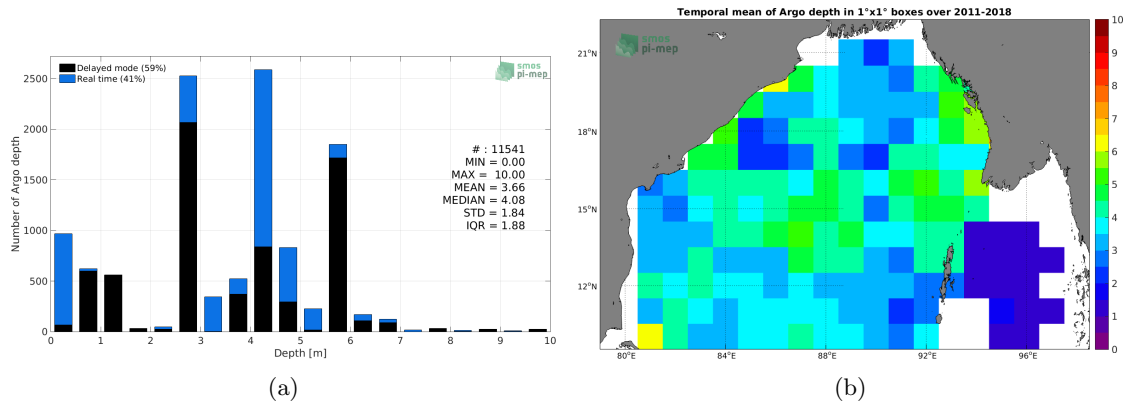 Delayed mode (59%)
Real time (41%)
smos
pi-mep
Number of Argo depth
2500
2000
1500
1000
500
0
# : 11541
MIN = 0.00
MAX = 10.00
MEAN = 3.66
MEDIAN = 4.08
STD = 1.84
IQR = 1.88
0 1 2 3 4 5 6 7 8 9 10
Depth [m]
(a)
Temporal mean of Argo depth in 1°x1° boxes over 2011-2018
smos
pi-mep
21°N
18°N
15°N
12°N
80°E 84°E 88°E 92°E 96°E
10
9
8
7
6
5
4
3
2
1
0
(b)